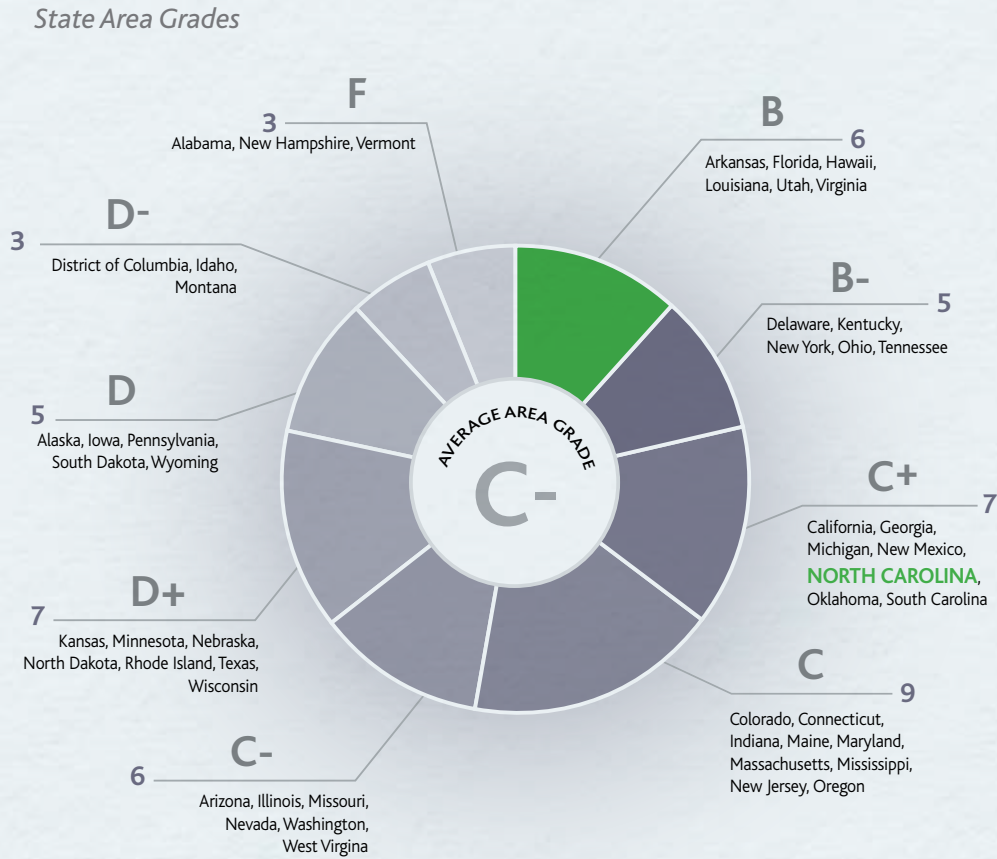 State Area Grades
F
3
Alabama, New Hampshire, Vermont
B
6
Arkansas, Florida, Hawaii,
Louisiana, Utah, Virginia
D-
3
District of Columbia, Idaho,
Montana
B-
5
Delaware, Kentucky,
New York, Ohio, Tennessee
D
5
Alaska, Iowa, Pennsylvania,
South Dakota, Wyoming
AVERAGE AREA GRADE
C-
C+
7
California, Georgia,
Michigan, New Mexico,
NORTH CAROLINA,
Oklahoma, South Carolina
D+
7
Kansas, Minnesota, Nebraska,
North Dakota, Rhode Island, Texas,
Wisconsin
C
9
Colorado, Connecticut,
Indiana, Maine, Maryland,
Massachusetts, Mississippi,
New Jersey, Oregon
C-
6
Arizona, Illinois, Missouri,
Nevada, Washington,
West Virgina